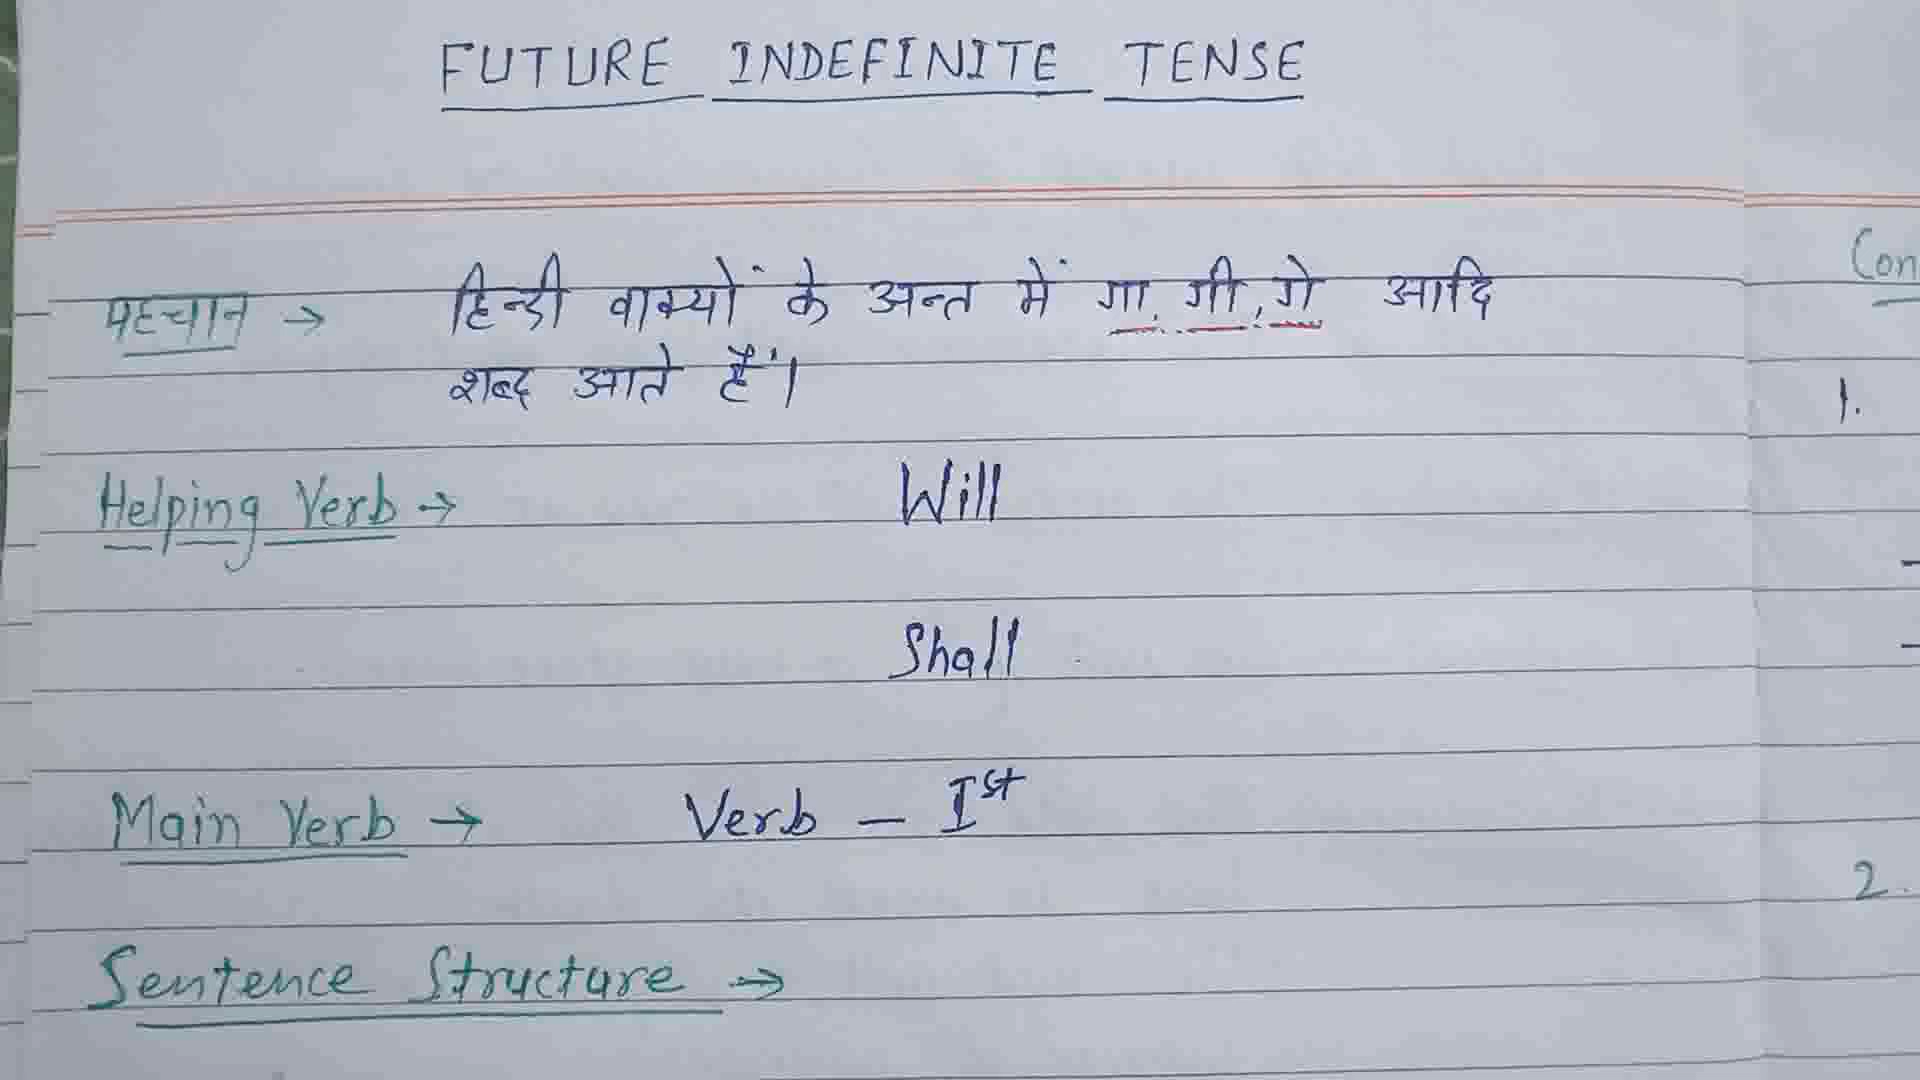 FUTURE INDEFINITE TENSE
पहचान → हिन्दी वाक्यों के अन्त में गा, गी, गे आदि
शब्द आते हैं।
Helping Verb → Will
Shall
Main Verb → Verb - Ist
Sentence Structure →
Con
1.
2.